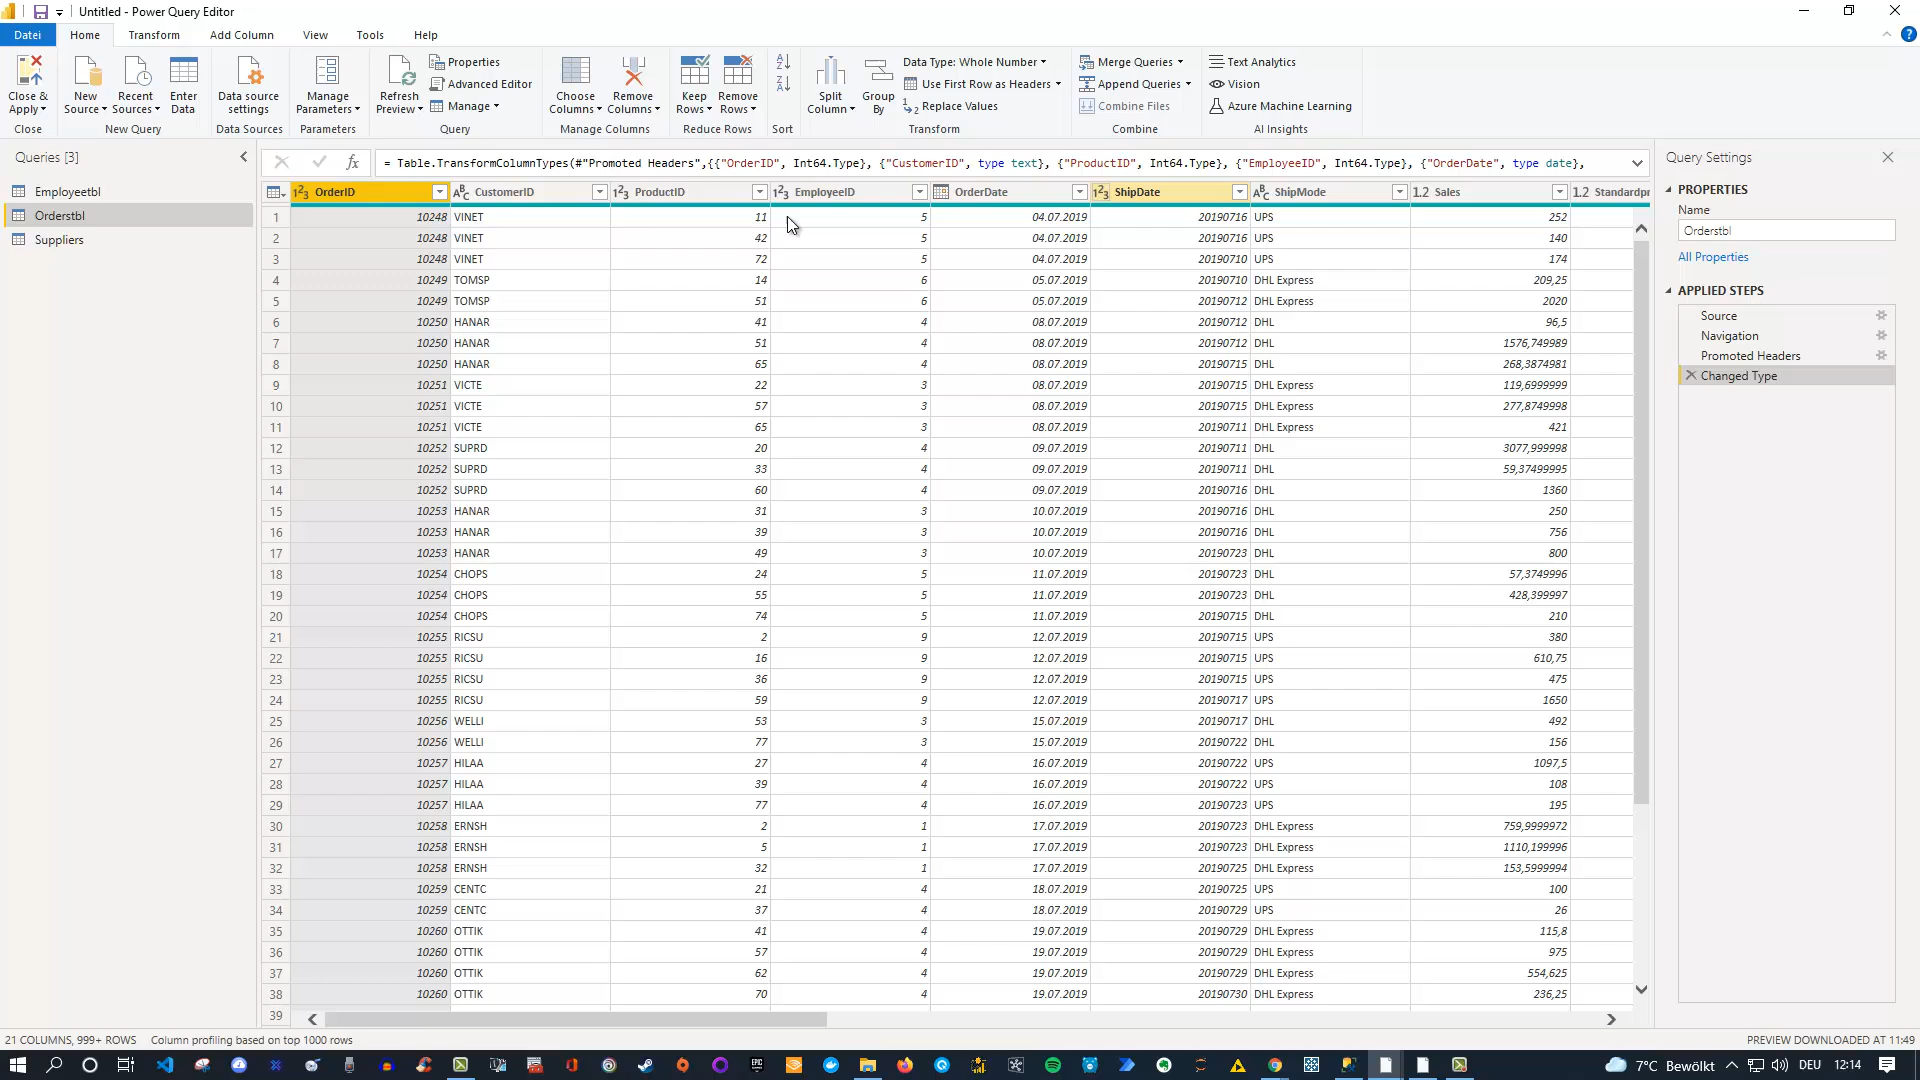 Untitled - Power Query Editor
Datei Home Transform Add Column View Tools Help
Close & Apply New Source Recent Sources Enter Data Data source settings Manage Parameters Refresh Preview Properties Advanced Editor Manage Choose Columns Remove Columns Keep Rows Remove Rows Split Column Group By Data Type: Whole Number Use First Row as Headers Replace Values Merge Queries Append Queries Combine Files Text Analytics Vision Azure Machine Learning
Close New Query Data Sources Parameters Query Manage Columns Reduce Rows Sort Transform Combine AI Insights
Queries [3]
Employeetbl
Orderstbl
Suppliers
fx = Table.TransformColumnTypes(#"Promoted Headers",{{"OrderID", Int64.Type}, {"CustomerID", type text}, {"ProductID", Int64.Type}, {"EmployeeID", Int64.Type}, {"OrderDate", type date},
OrderID CustomerID ProductID EmployeeID OrderDate ShipDate ShipMode 1.2 Sales 1.2 Standardpr
1 10248 VINET 11 5 04.07.2019 20190716 UPS 252
2 10248 VINET 42 5 04.07.2019 20190716 UPS 140
3 10248 VINET 72 5 04.07.2019 20190710 UPS 174
4 10249 TOMSP 14 6 05.07.2019 20190710 DHL Express 209,25
5 10249 TOMSP 51 6 05.07.2019 20190712 DHL Express 2020
6 10250 HANAR 41 4 08.07.2019 20190712 DHL 96,5
7 10250 HANAR 51 4 08.07.2019 20190712 DHL 1576,749989
8 10250 HANAR 65 4 08.07.2019 20190715 DHL 268,3874981
9 10251 VICTE 22 3 08.07.2019 20190715 DHL Express 119,6999999
10 10251 VICTE 57 3 08.07.2019 20190715 DHL Express 277,8749998
11 10251 VICTE 65 3 08.07.2019 20190711 DHL Express 421
12 10252 SUPRD 20 4 09.07.2019 20190711 DHL 3077,999998
13 10252 SUPRD 33 4 09.07.2019 20190711 DHL 59,37499995
14 10252 SUPRD 60 4 09.07.2019 20190716 DHL 1360
15 10253 HANAR 31 3 10.07.2019 20190716 DHL 250
16 10253 HANAR 39 3 10.07.2019 20190716 DHL 756
17 10253 HANAR 49 3 10.07.2019 20190723 DHL 800
18 10254 CHOPS 24 5 11.07.2019 20190723 DHL 57,3749996
19 10254 CHOPS 55 5 11.07.2019 20190723 DHL 428,399997
20 10254 CHOPS 74 5 11.07.2019 20190715 DHL 210
21 10255 RICSU 2 9 12.07.2019 20190715 UPS 380
22 10255 RICSU 16 9 12.07.2019 20190715 UPS 610,75
23 10255 RICSU 36 9 12.07.2019 20190715 UPS 475
24 10255 RICSU 59 9 12.07.2019 20190717 UPS 1650
25 10256 WELLI 53 3 15.07.2019 20190717 DHL 492
26 10256 WELLI 77 3 15.07.2019 20190722 DHL 156
27 10257 HILAA 27 4 16.07.2019 20190722 UPS 1097,5
28 10257 HILAA 39 4 16.07.2019 20190722 UPS 108
29 10257 HILAA 77 4 16.07.2019 20190723 UPS 195
30 10258 ERNSH 2 1 17.07.2019 20190723 DHL Express 759,9999972
31 10258 ERNSH 5 1 17.07.2019 20190723 DHL Express 1110,199996
32 10258 ERNSH 32 1 17.07.2019 20190725 DHL Express 153,5999994
33 10259 CENTC 21 4 18.07.2019 20190725 UPS 100
34 10259 CENTC 37 4 18.07.2019 20190729 UPS 26
35 10260 OTTIK 41 4 19.07.2019 20190729 DHL Express 115,8
36 10260 OTTIK 57 4 19.07.2019 20190729 DHL Express 975
37 10260 OTTIK 62 4 19.07.2019 20190729 DHL Express 554,625
38 10260 OTTIK 70 4 19.07.2019 20190730 DHL Express 236,25
39
Query Settings
PROPERTIES
Name
Orderstbl
All Properties
APPLIED STEPS
Source
Navigation
Promoted Headers
Changed Type
21 COLUMNS, 999+ ROWS Column profiling based on top 1000 rows PREVIEW DOWNLOADED AT 11:49
7°C Bewölkt DEU 12:14